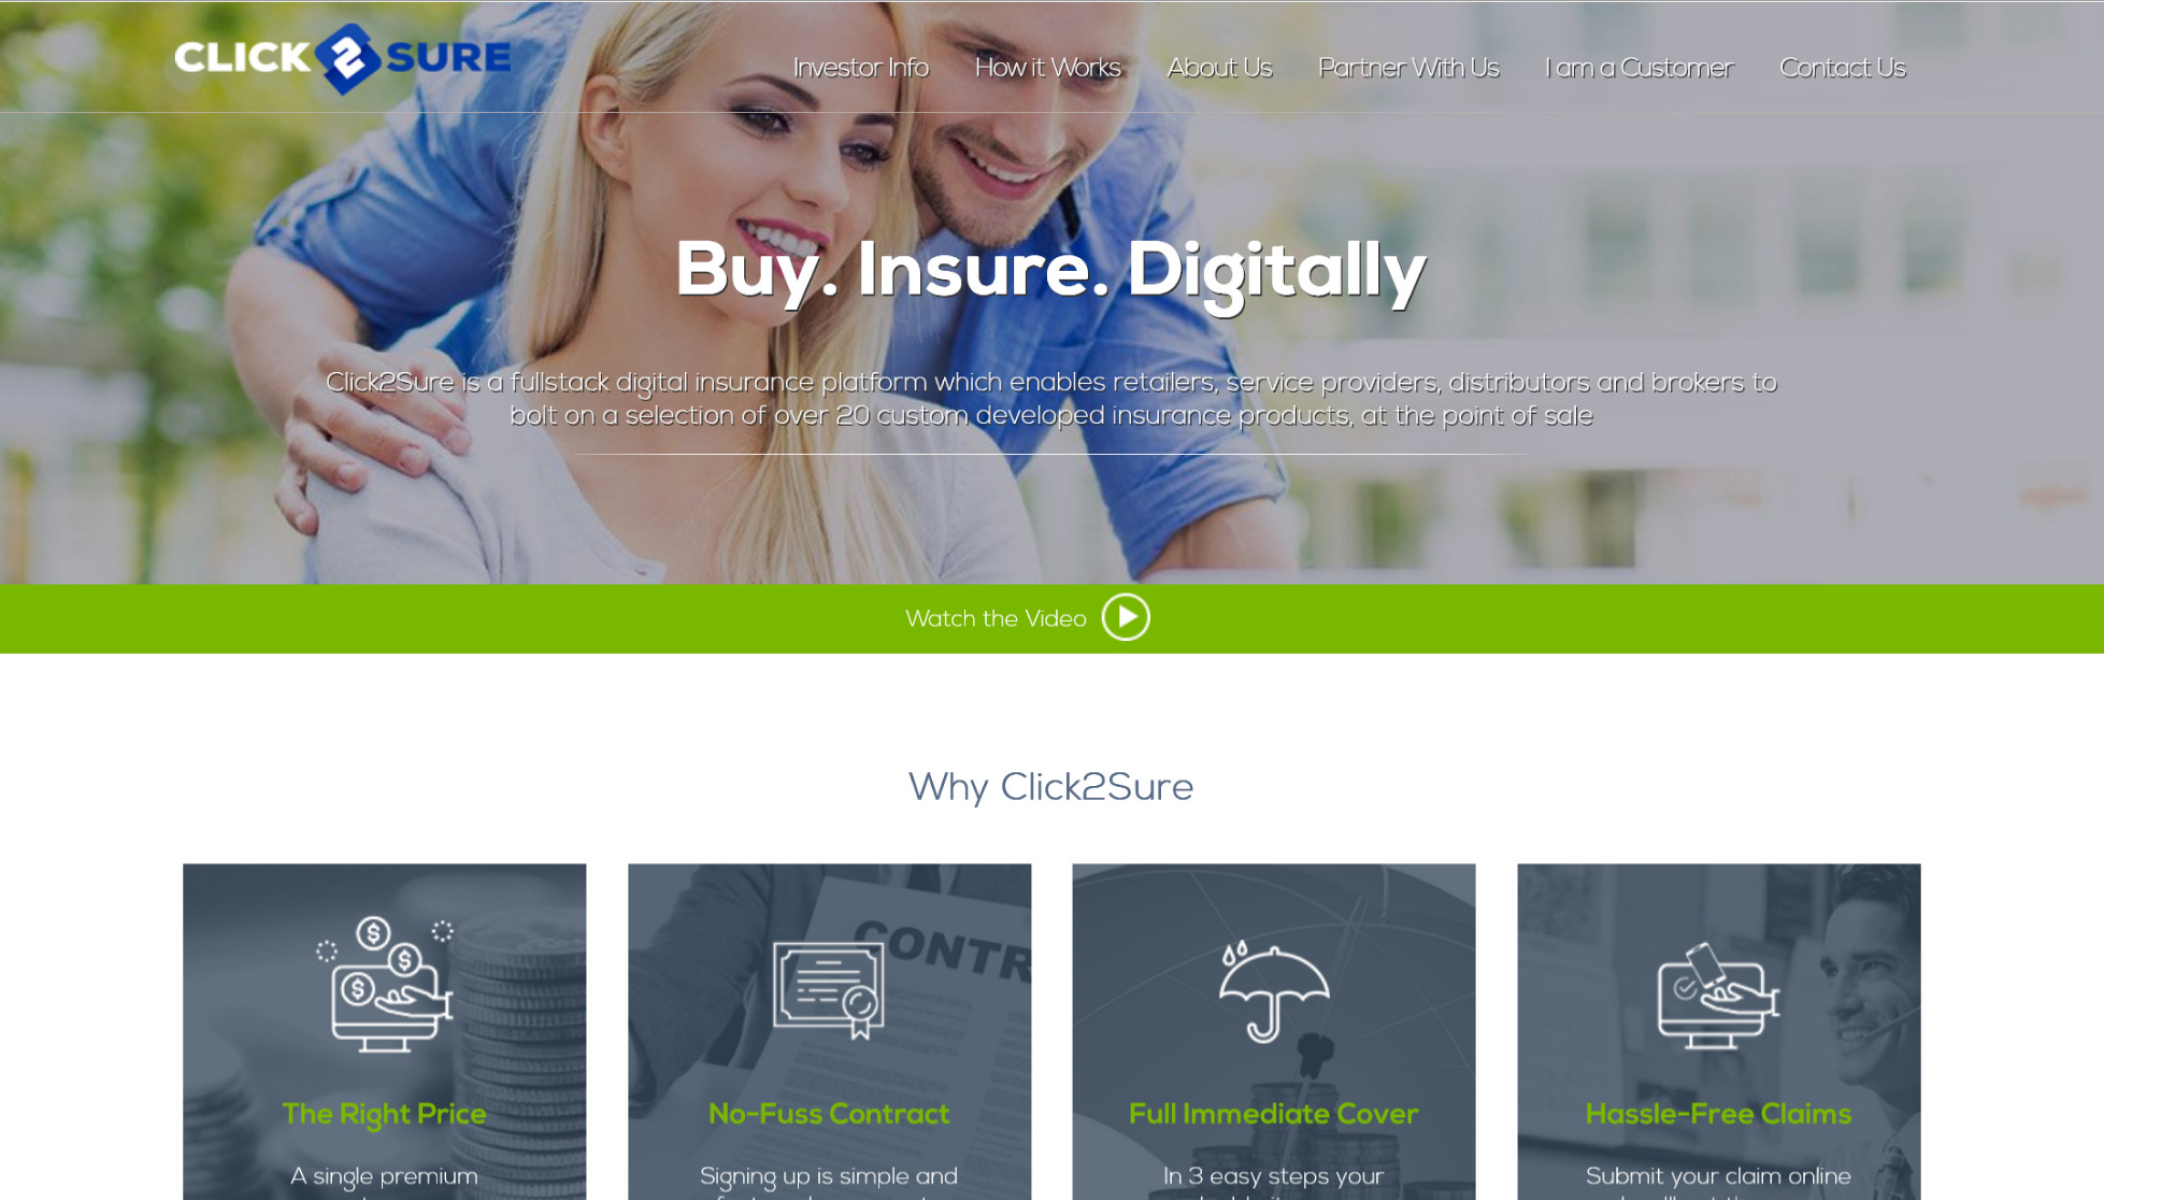 CLICK 2 SURE
Investor Info How it Works About Us Partner With Us I am a Customer Contact Us
Buy. Insure. Digitally
Click2Sure is a fullstack digital insurance platform which enables retailers, service providers, distributors and brokers to
bolt on a selection of over 20 custom developed insurance products, at the point of sale
Watch the Video
Why Click2Sure
CONTR
The Right Price
A single premium
No-Fuss Contract
Signing up is simple and
Full Immediate Cover
In 3 easy steps your
Hassle-Free Claims
Submit your claim online